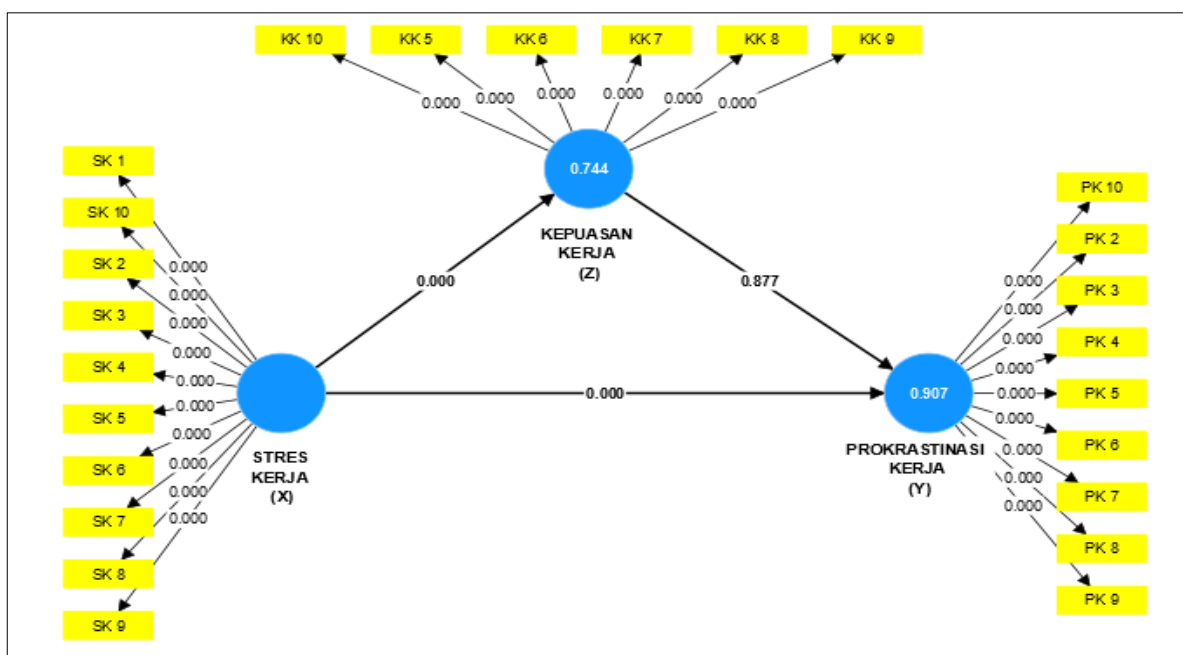 KK 10 KK 5 KK 6 KK 7 KK 8 KK 9
0.000 0.000 0.000 0.000 0.000 0.000
0.744
KEPUASAN
KERJA
(Z)
SK 1
SK 10
SK 2
SK 3
SK 4
SK 5
SK 6
SK 7
SK 8
SK 9
0.000
0.000
0.000
0.000
0.000
0.000
0.000
0.000
0.000
0.000
STRES
KERJA
(X)
0.000
0.877
0.000
0.907
PROKRASTINASI
KERJA
(Y)
0.000
0.000
0.000
0.000
0.000
0.000
0.000
0.000
0.000
PK 10
PK 2
PK 3
PK 4
PK 5
PK 6
PK 7
PK 8
PK 9